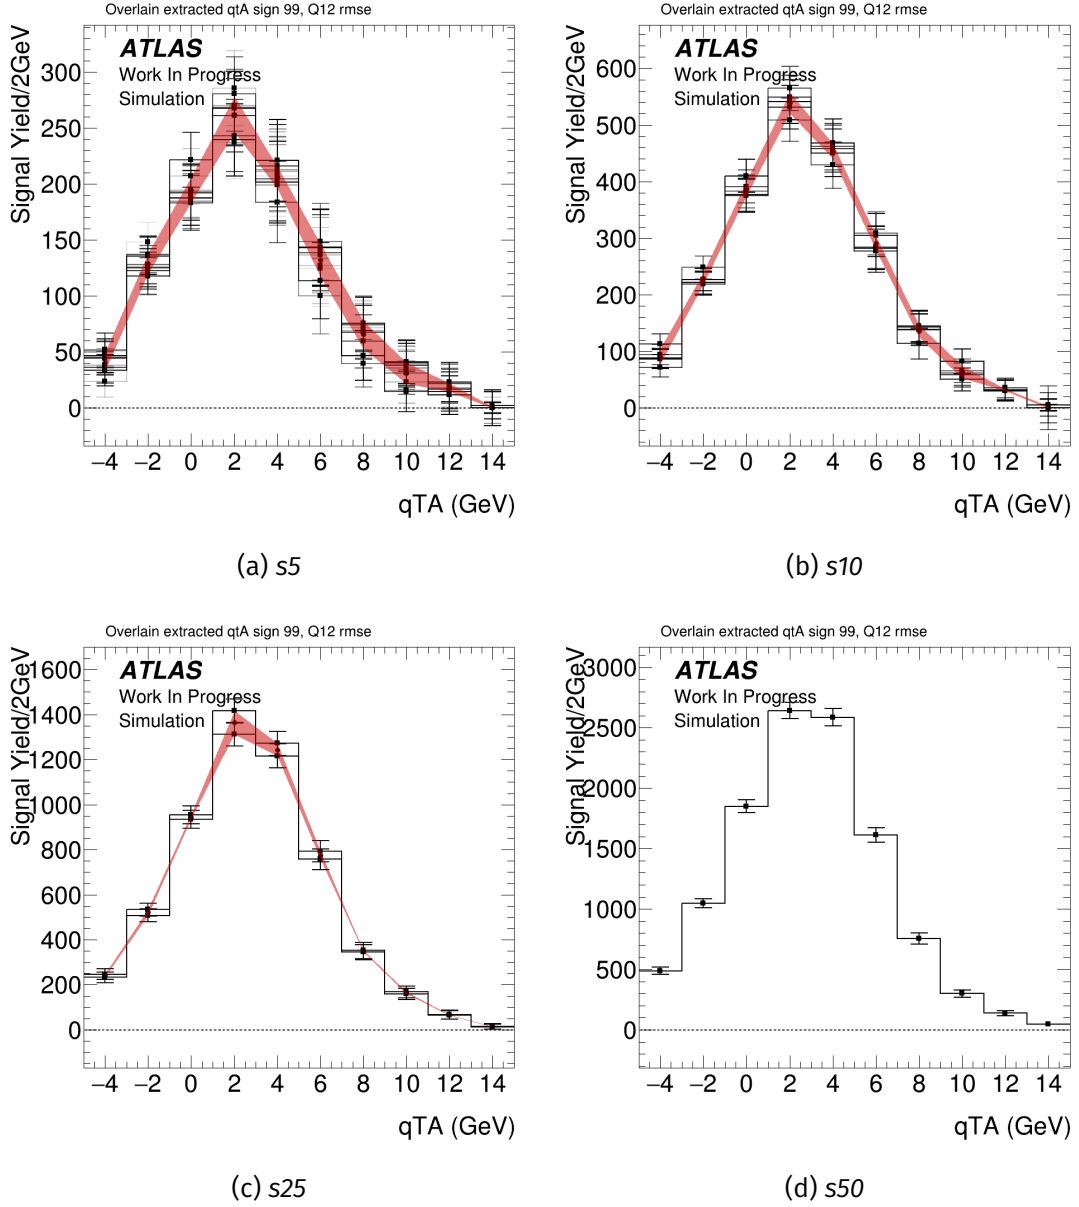 Overlain extracted qtA sign 99, Q12 rmse
ATLAS
Work In Progress
Simulation
Signal Yield/2GeV
300
250
200
150
100
50
0
−4 −2 0 2 4 6 8 10 12 14
qTA (GeV)
(a) s5
Overlain extracted qtA sign 99, Q12 rmse
ATLAS
Work In Progress
Simulation
Signal Yield/2GeV
600
500
400
300
200
100
0
−4 −2 0 2 4 6 8 10 12 14
qTA (GeV)
(b) s10
Overlain extracted qtA sign 99, Q12 rmse
ATLAS
Work In Progress
Simulation
Signal Yield/2GeV
1600
1400
1200
1000
800
600
400
200
0
−4 −2 0 2 4 6 8 10 12 14
qTA (GeV)
(c) s25
Overlain extracted qtA sign 99, Q12 rmse
ATLAS
Work In Progress
Simulation
Signal Yield/2GeV
3000
2500
2000
1500
1000
500
0
−4 −2 0 2 4 6 8 10 12 14
qTA (GeV)
(d) s50